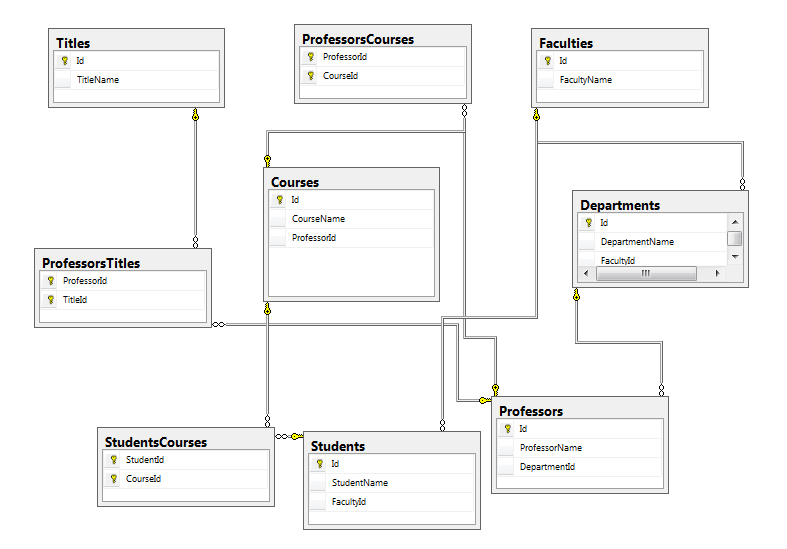 Titles
Id
TitleName
ProfessorsCourses
ProfessorId
CourseId
Faculties
Id
FacultyName
Courses
Id
CourseName
ProfessorId
Departments
Id
DepartmentName
FacultyId
ProfessorsTitles
ProfessorId
TitleId
Professors
Id
ProfessorName
DepartmentId
StudentsCourses
StudentId
CourseId
Students
Id
StudentName
FacultyId